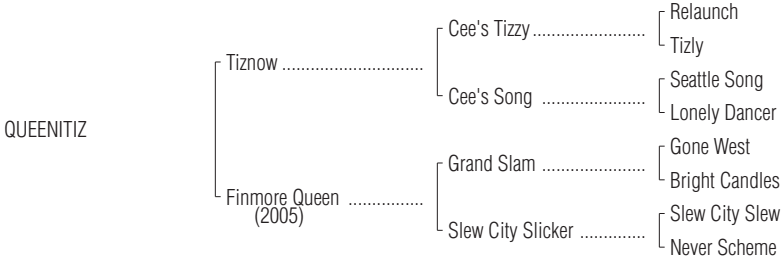 Relaunch
Cee's Tizzy
Tizly
Tiznow
Seattle Song
Cee's Song
Lonely Dancer
QUEENITIZ
Gone West
Grand Slam
Bright Candles
Finmore Queen
(2005)
Slew City Slew
Slew City Slicker
Never Scheme